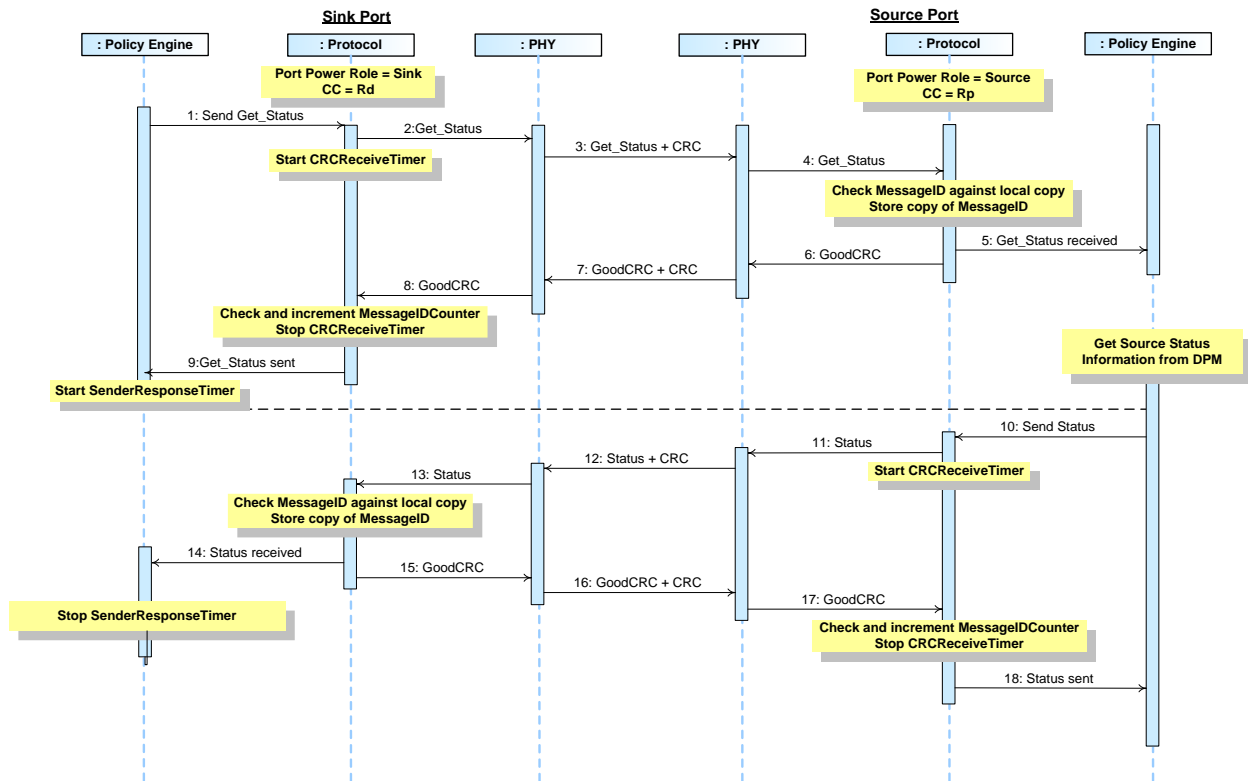 Sink Port
Source Port
: Policy Engine
: Protocol
: PHY
: PHY
: Protocol
: Policy Engine
Port Power Role = Sink
CC = Rd
Port Power Role = Source
CC = Rp
1: Send Get_Status
2:Get_Status
Start CRCReceiveTimer
3: Get_Status + CRC
4: Get_Status
Check MessageID against local copy
Store copy of MessageID
5: Get_Status received
6: GoodCRC
7: GoodCRC + CRC
8: GoodCRC
Check and increment MessageIDCounter
Stop CRCReceiveTimer
9:Get_Status sent
Start SenderResponseTimer
Get Source Status
Information from DPM
10: Send Status
11: Status
Start CRCReceiveTimer
12: Status + CRC
13: Status
Check MessageID against local copy
Store copy of MessageID
14: Status received
15: GoodCRC
16: GoodCRC + CRC
17: GoodCRC
Stop SenderResponseTimer
Check and increment MessageIDCounter
Stop CRCReceiveTimer
18: Status sent